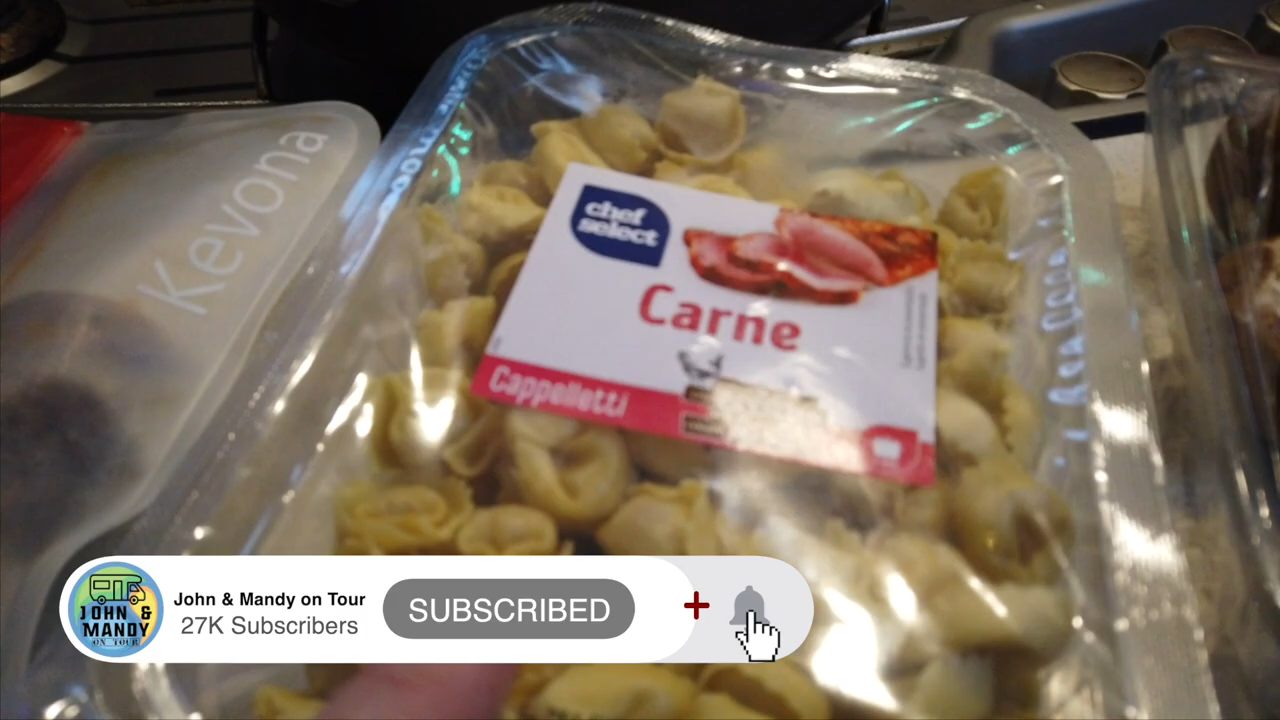 Kevona
chef
select
Carne
Cappelletti
JOHN &
MANDY
ON TOUR
John & Mandy on Tour
27K Subscribers
SUBSCRIBED